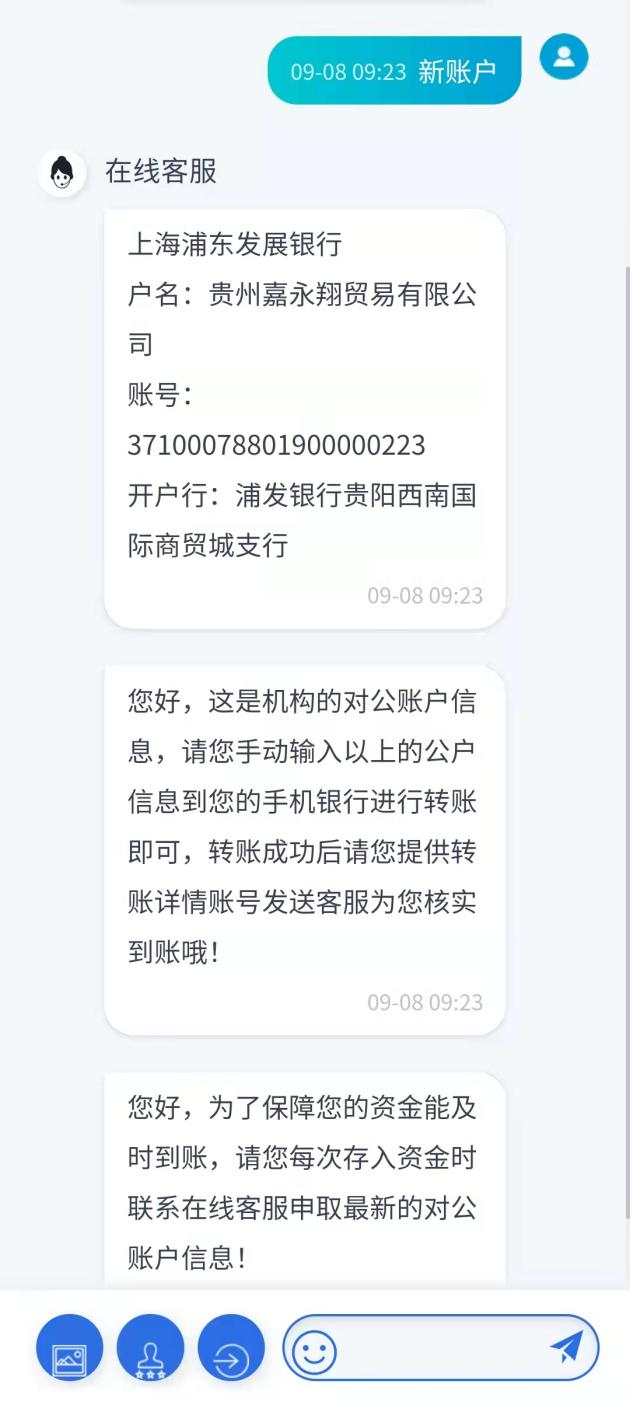 09-08 09:23 新账户
在线客服
上海浦东发展银行
户名：贵州嘉永翔贸易有限公
司
账号：
37100078801900000223
开户行：浦发银行贵阳西南国
际商贸城支行
09-08 09:23
您好，这是机构的对公账户信
息，请您手动输入以上的公户
信息到您的手机银行进行转账
即可，转账成功后请您提供转
账详情账号发送客服为您核实
到账哦！
09-08 09:23
您好，为了保障您的资金能及
时到账，请您每次存入资金时
联系在线客服申取最新的对公
账户信息！